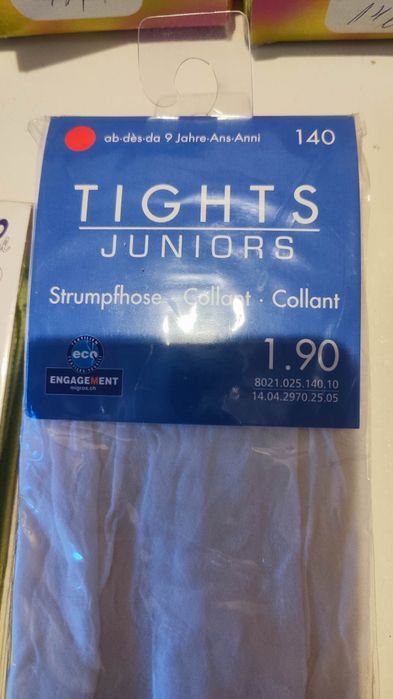 ab·dès·da 9 Jahre·Ans·Anni 140
TIGHTS
JUNIORS
Strumpfhose · Collant · Collant
1.90
8021.025.140.10
14.04.2970.25.05
eco
ENGAGEMENT
migros.ch